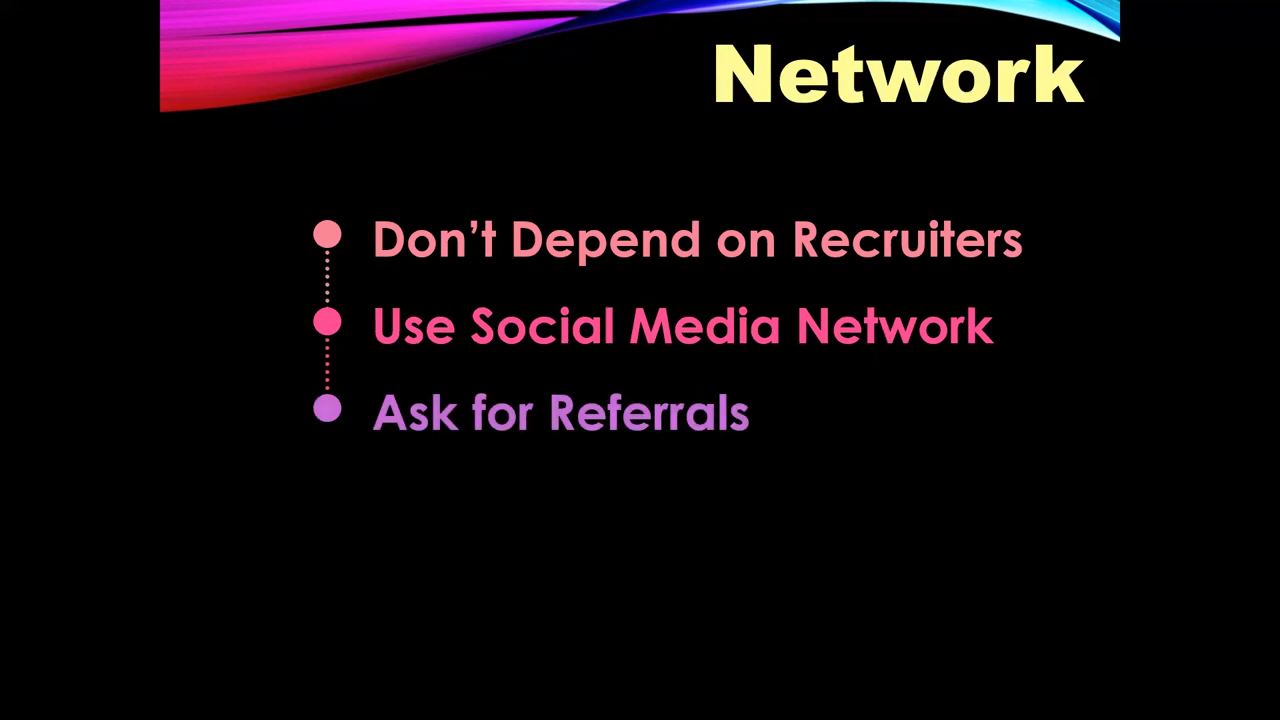 Network
Don’t Depend on Recruiters
Use Social Media Network
Ask for Referrals